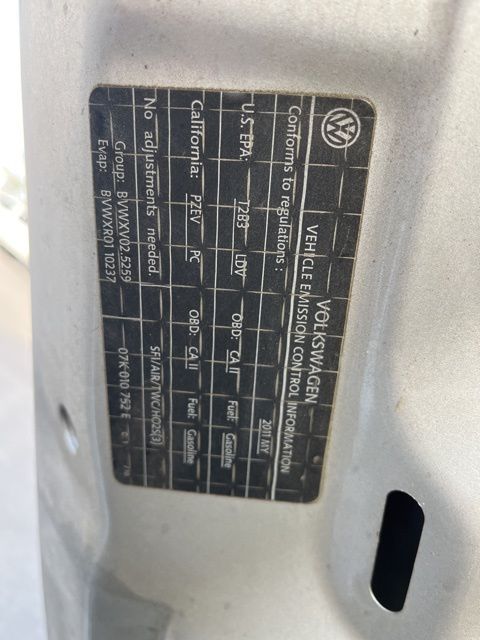 VOLKSWAGEN
VEHICLE EMISSION CONTROL INFORMATION
Conforms to regulations: 2011 MY
U.S. EPA: T2B3 LDV OBD: CA II Fuel: Gasoline
California: PZEV PC OBD: CA II Fuel: Gasoline
No adjustments needed. SFI/AIR/TWC/HO2S(3)
Group: BVWXV02.5259
Evap: BVWXR0110237 07K 010 752 E